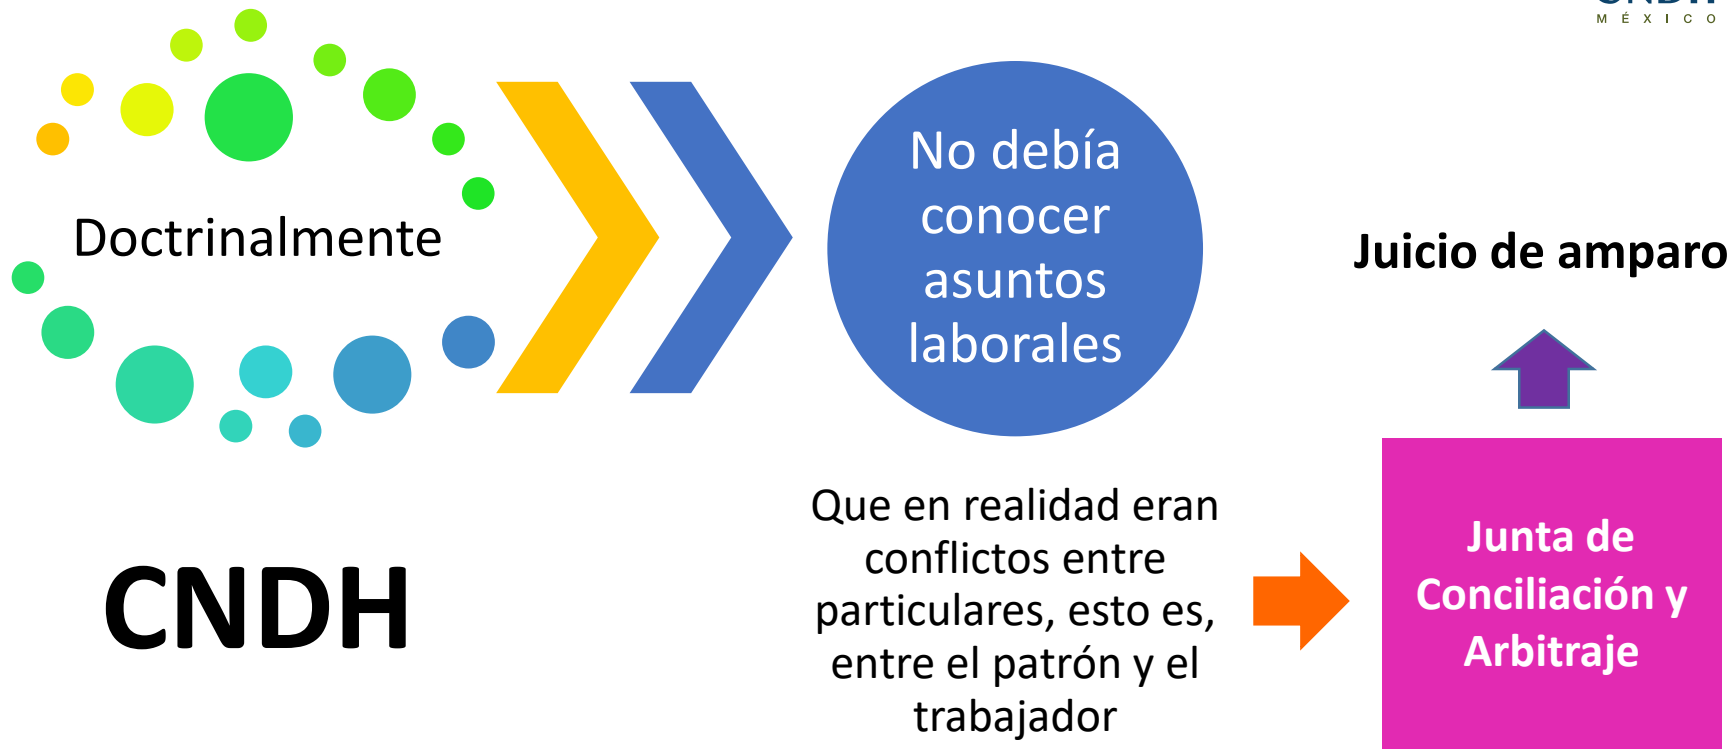 MÉXICO
Doctrinalmente
No debía
conocer
asuntos
laborales
Juicio de amparo
CNDH
Que en realidad eran
conflictos entre
particulares, esto es,
entre el patrón y el
trabajador
Junta de
Conciliación y
Arbitraje